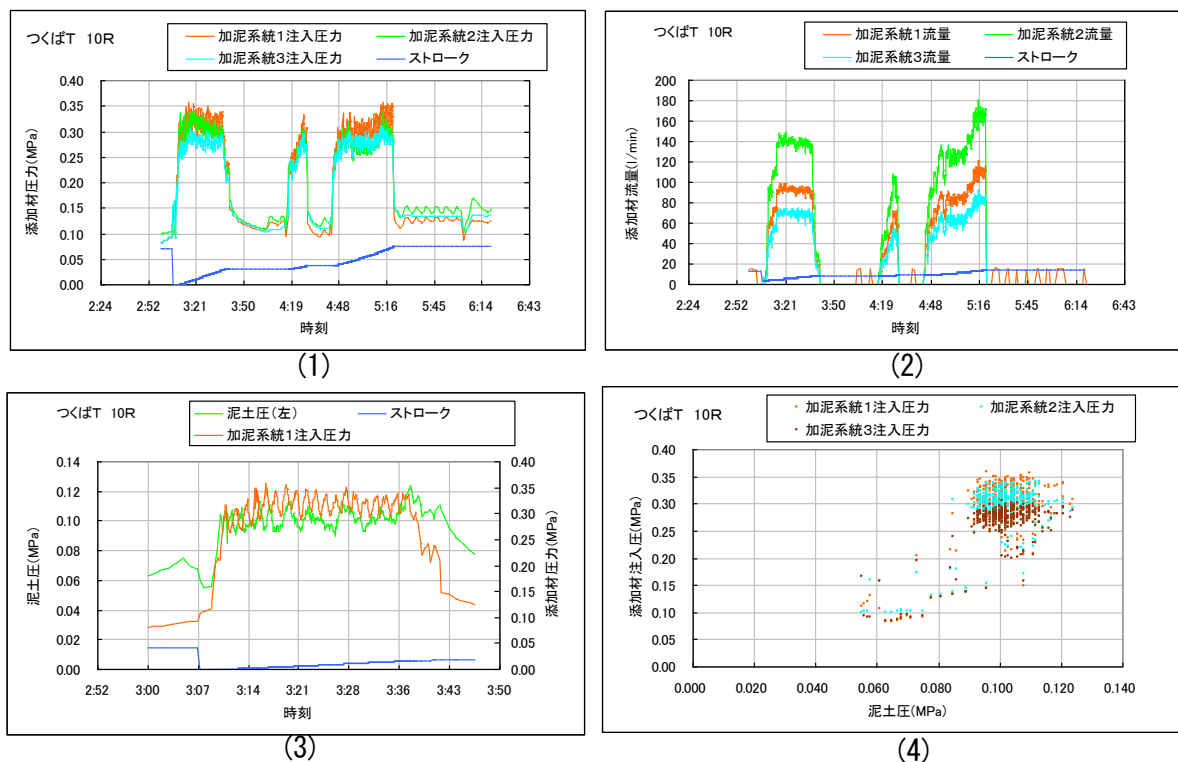 つくばT 10R
加泥系統1注入圧力 加泥系統2注入圧力
加泥系統3注入圧力 ストローク
添加材圧力(MPa)
0.40
0.35
0.30
0.25
0.20
0.15
0.10
0.05
0.00
2:24 2:52 3:21 3:50 4:19 4:48 5:16 5:45 6:14 6:43
時刻
(1)
つくばT 10R
加泥系統1流量 加泥系統2流量
加泥系統3流量 ストローク
添加材流量(l/min)
200
180
160
140
120
100
80
60
40
20
0
2:24 2:52 3:21 3:50 4:19 4:48 5:16 5:45 6:14 6:43
時刻
(2)
つくばT 10R
泥土圧(左) ストローク
加泥系統1注入圧力
泥土圧(MPa)
0.14
0.12
0.10
0.08
0.06
0.04
0.02
0.00
添加材圧力(MPa)
0.40
0.35
0.30
0.25
0.20
0.15
0.10
0.05
0.00
2:52 3:00 3:07 3:14 3:21 3:28 3:36 3:43 3:50
時刻
(3)
つくばT 10R
加泥系統1注入圧力 加泥系統2注入圧力
加泥系統3注入圧力
添加材注入圧(MPa)
0.40
0.35
0.30
0.25
0.20
0.15
0.10
0.05
0.00
0.000 0.020 0.040 0.060 0.080 0.100 0.120 0.140
泥土圧(MPa)
(4)